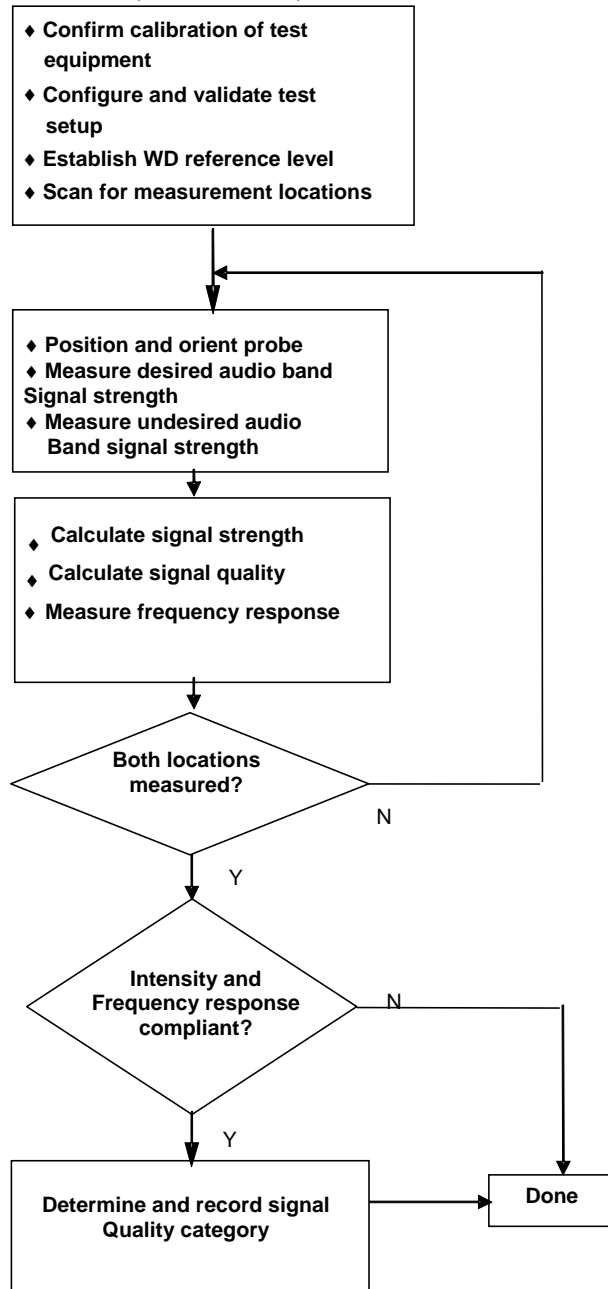 ♦ Confirm calibration of test
equipment
♦ Configure and validate test
setup
♦ Establish WD reference level
♦ Scan for measurement locations
♦ Position and orient probe
♦ Measure desired audio band
Signal strength
♦ Measure undesired audio
Band signal strength
♦ Calculate signal strength
♦ Calculate signal quality
♦ Measure frequency response
Both locations
measured?
N
Y
Intensity and
Frequency response
compliant?
N
Y
Determine and record signal
Quality category
Done